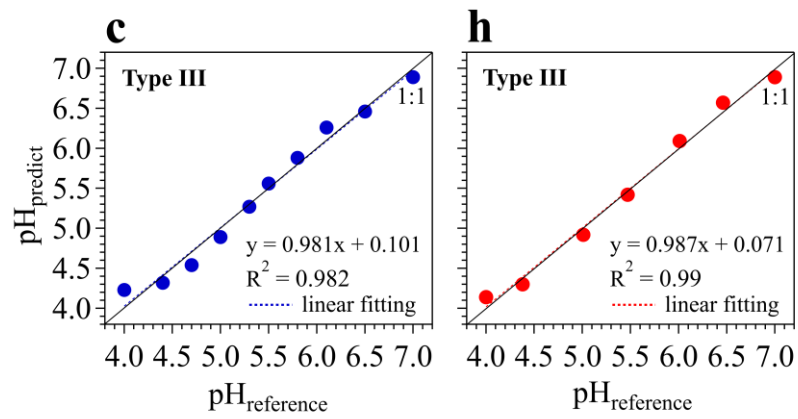 c
Type III
1:1
7.0
6.5
6.0
5.5
5.0
4.5
4.0
pH_predict
y = 0.981x + 0.101
R² = 0.982
linear fitting
4.0 4.5 5.0 5.5 6.0 6.5 7.0
pH_reference
h
Type III
1:1
y = 0.987x + 0.071
R² = 0.99
linear fitting
4.0 4.5 5.0 5.5 6.0 6.5 7.0
pH_reference